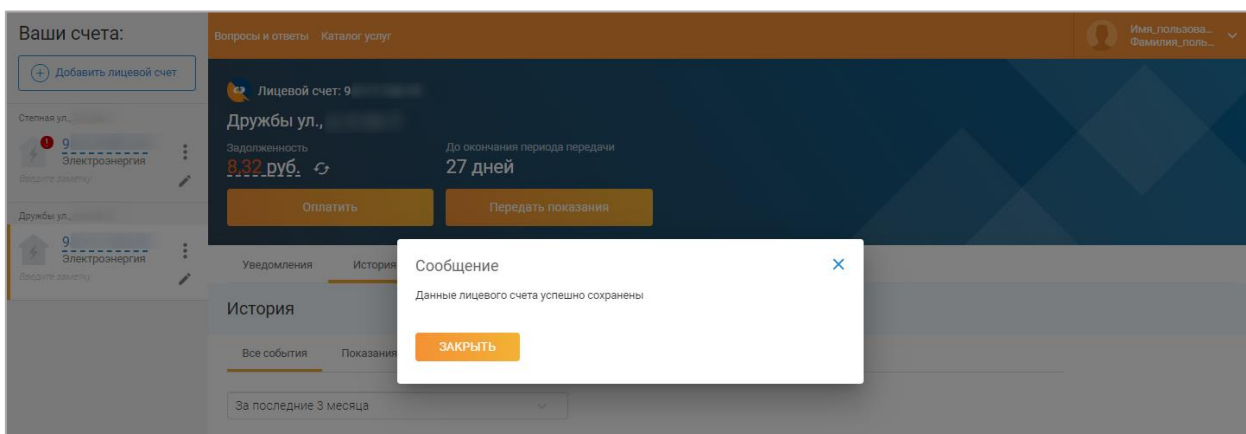 Ваши счета:
Добавить лицевой счет
Степная ул.,
9
Электроэнергия
Введите заметку
Дружбы ул.,
9
Электроэнергия
Введите заметку
Вопросы и ответы Каталог услуг
Имя_пользова...
Фамилия_поль...
Лицевой счет: 9
Дружбы ул.,
Задолженность
8,32 руб.
До окончания периода передачи
27 дней
Оплатить
Передать показания
Уведомления История
История
Все события Показания
За последние 3 месяца
Сообщение
Данные лицевого счета успешно сохранены
ЗАКРЫТЬ